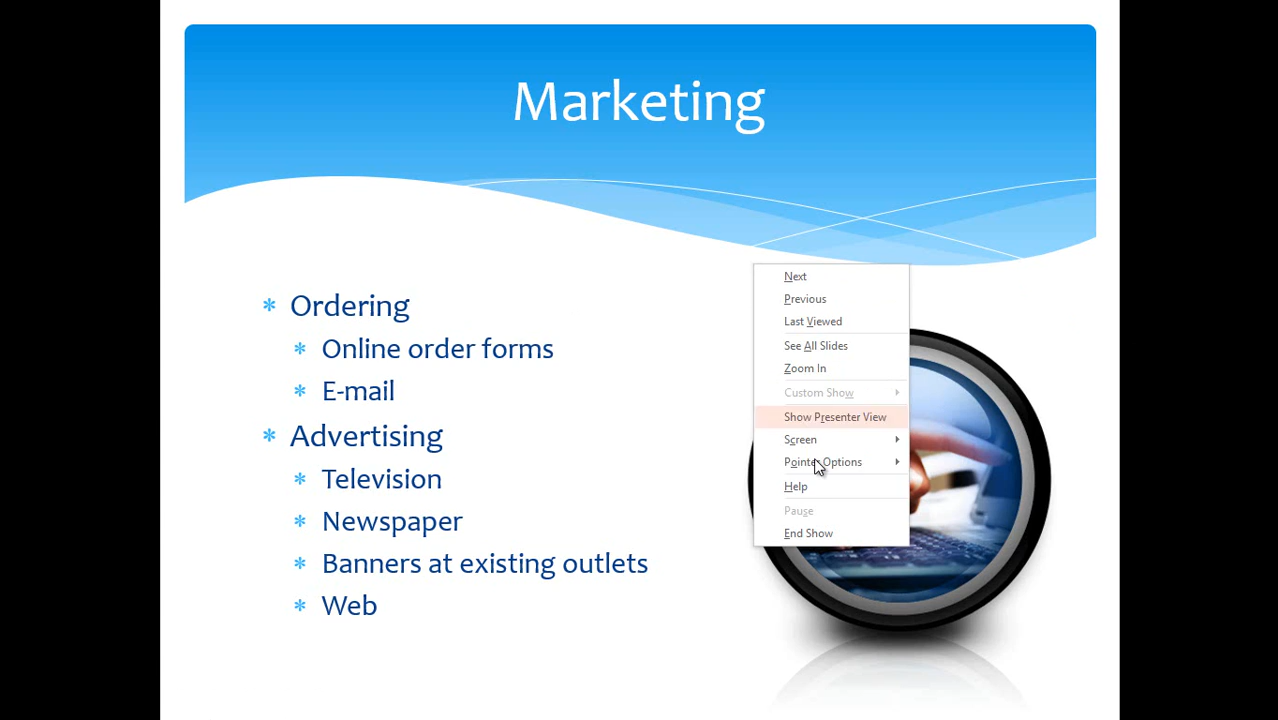 Marketing
* Ordering
* Online order forms
* E-mail
* Advertising
* Television
* Newspaper
* Banners at existing outlets
* Web
Next
Previous
Last Viewed
See All Slides
Zoom In
Custom Show
Show Presenter View
Screen
Pointer Options
Help
Pause
End Show